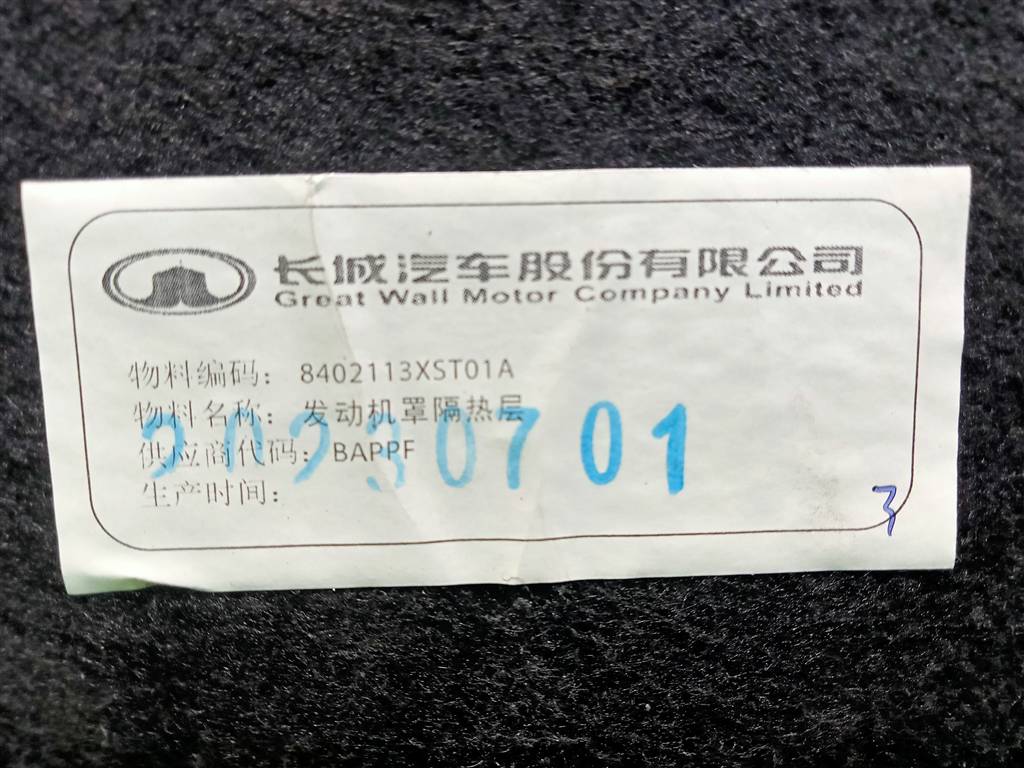 长城汽车股份有限公司
Great Wall Motor Company Limited
物料编码：8402113XST01A
物料名称：发动机罩隔热层
供应商代码：BAPPF
20230701
生产时间：
3